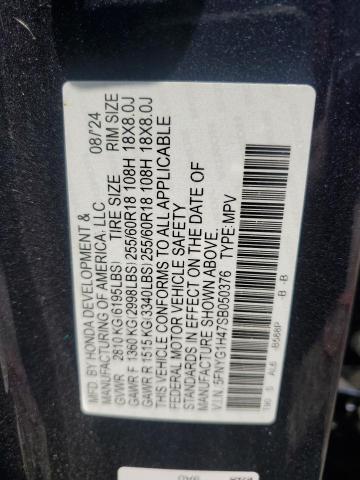 MFD. BY HONDA DEVELOPMENT & 08/'24
MANUFACTURING OF AMERICA, LLC
TIRE SIZE RIM SIZE
GVWR 2810 KG(6195LBS)
GAWR F 1360 KG(2998LBS)255/60R18 108H 18X8.0J
GAWR R 1515 KG(3340LBS)255/60R18 108H 18X8.0J
THIS VEHICLE CONFORMS TO ALL APPLICABLE
FEDERAL MOTOR VEHICLE SAFETY
STANDARDS IN EFFECT ON THE DATE OF
MANUFACTURE SHOWN ABOVE.
V.I.N. 5FNYG1H47SB050376 TYPE:MPV
-B588P -B -B